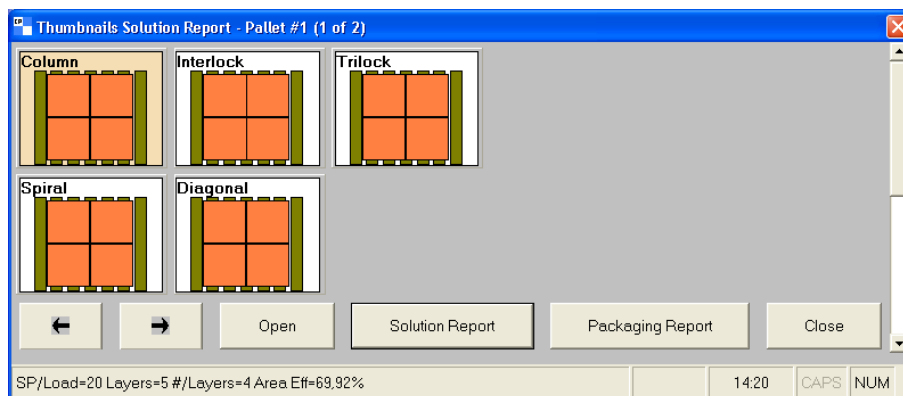 Thumbnails Solution Report - Pallet #1 (1 of 2)
Column Interlock Trilock
Spiral Diagonal
Open Solution Report Packaging Report Close
SP/Load=20 Layers=5 #/Layers=4 Area Eff=69,92% 14:20 CAPS NUM